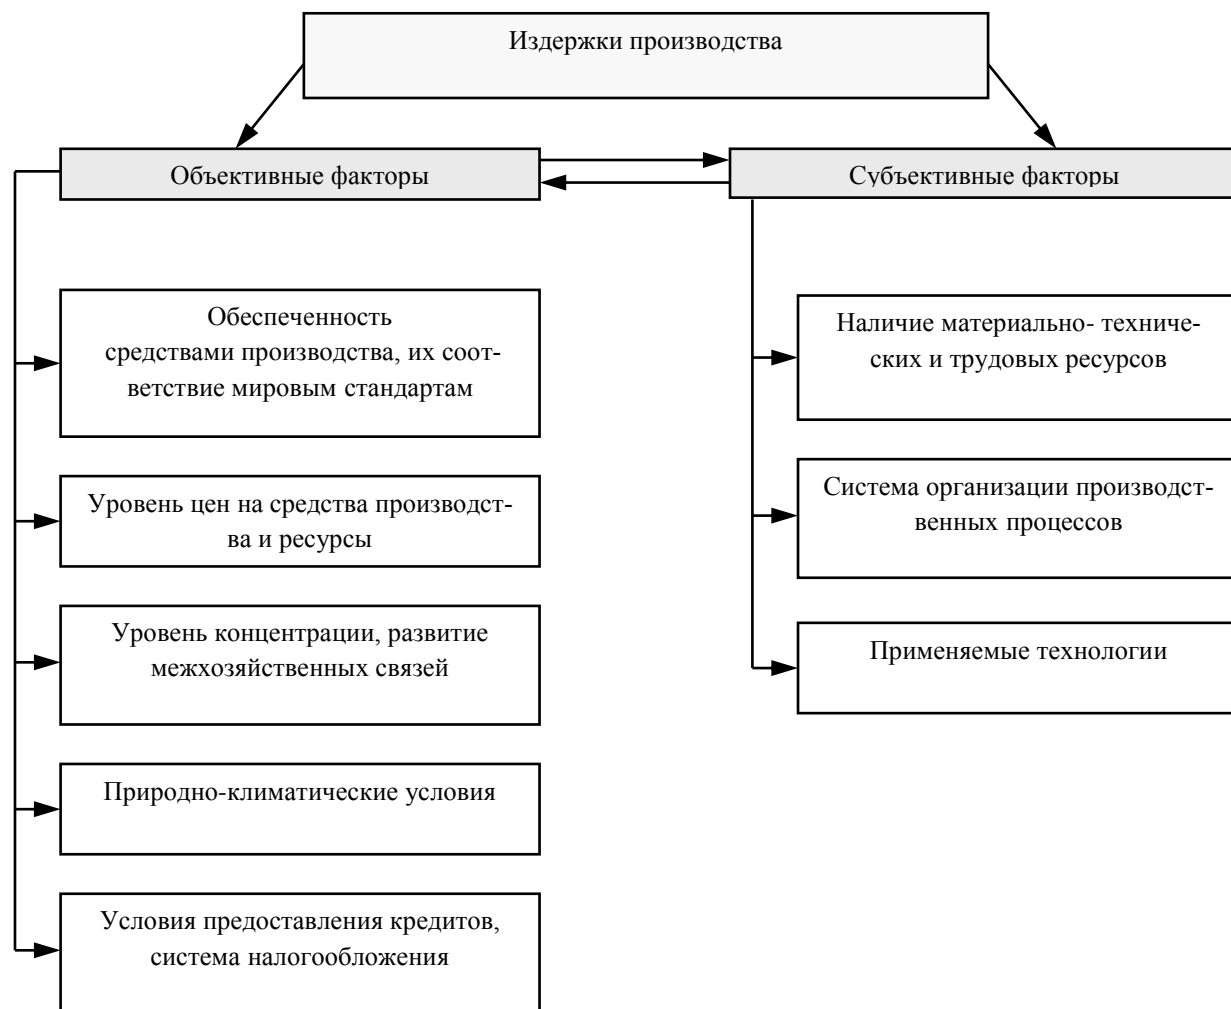 Издержки производства
Объективные факторы
Субъективные факторы
Обеспеченность
средствами производства, их соот-
ветствие мировым стандартам
Уровень цен на средства производст-
ва и ресурсы
Уровень концентрации, развитие
межхозяйственных связей
Природно-климатические условия
Условия предоставления кредитов,
система налогообложения
Наличие материально- техниче-
ских и трудовых ресурсов
Система организации производст-
венных процессов
Применяемые технологии